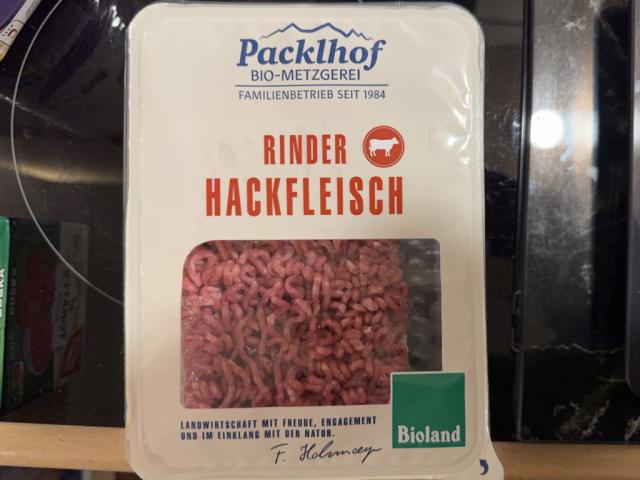 Packlhof
BIO-METZGEREI
FAMILIENBETRIEB SEIT 1984
RINDER
HACKFLEISCH
LANDWIRTSCHAFT MIT FREUDE, ENGAGEMENT
UND IM EINKLANG MIT DER NATUR.
Bioland
EDEKA